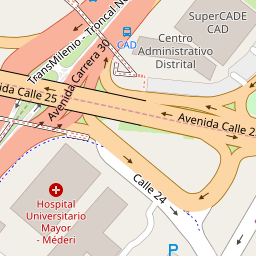 SuperCADE
CAD
CAD
Centro
Administrativo
Distrital
TransMilenio - Troncal N
Avenida Carrera 30
nida Calle 25
Avenida Calle 2
Calle 24
Hospital
Universitario
Mayor
- Méderi
P